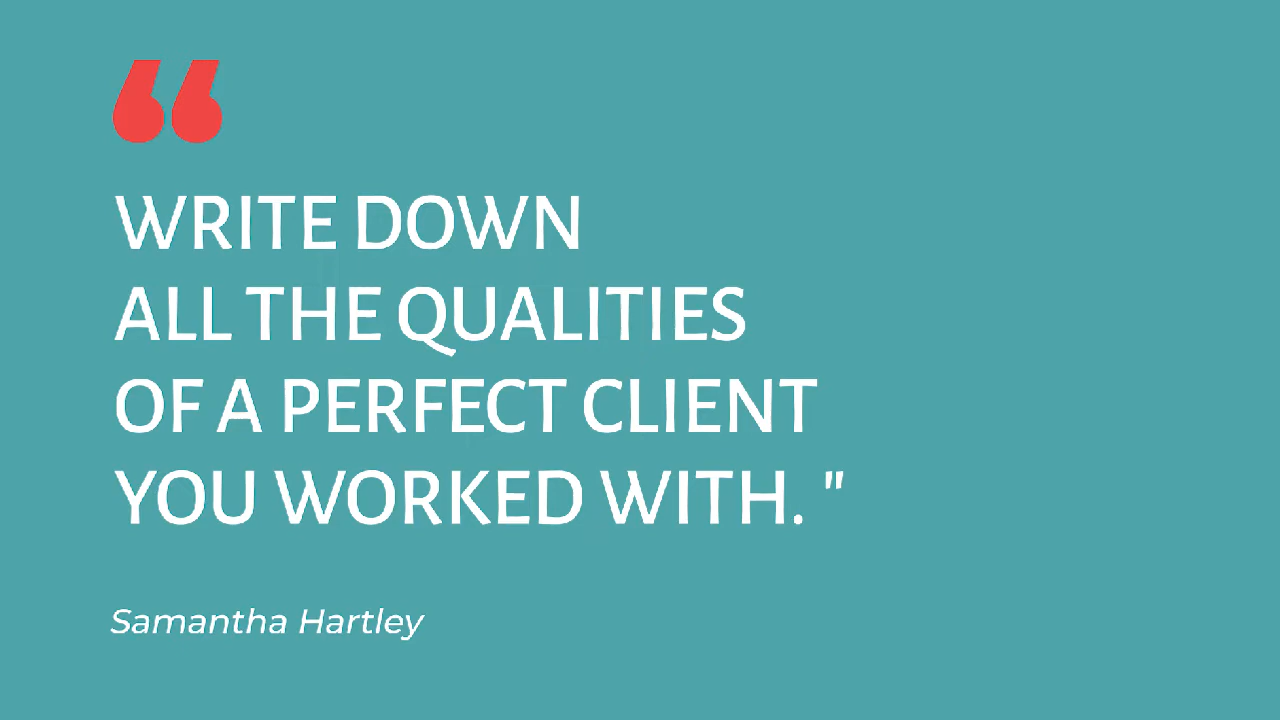 “
WRITE DOWN
ALL THE QUALITIES
OF A PERFECT CLIENT
YOU WORKED WITH. "
Samantha Hartley